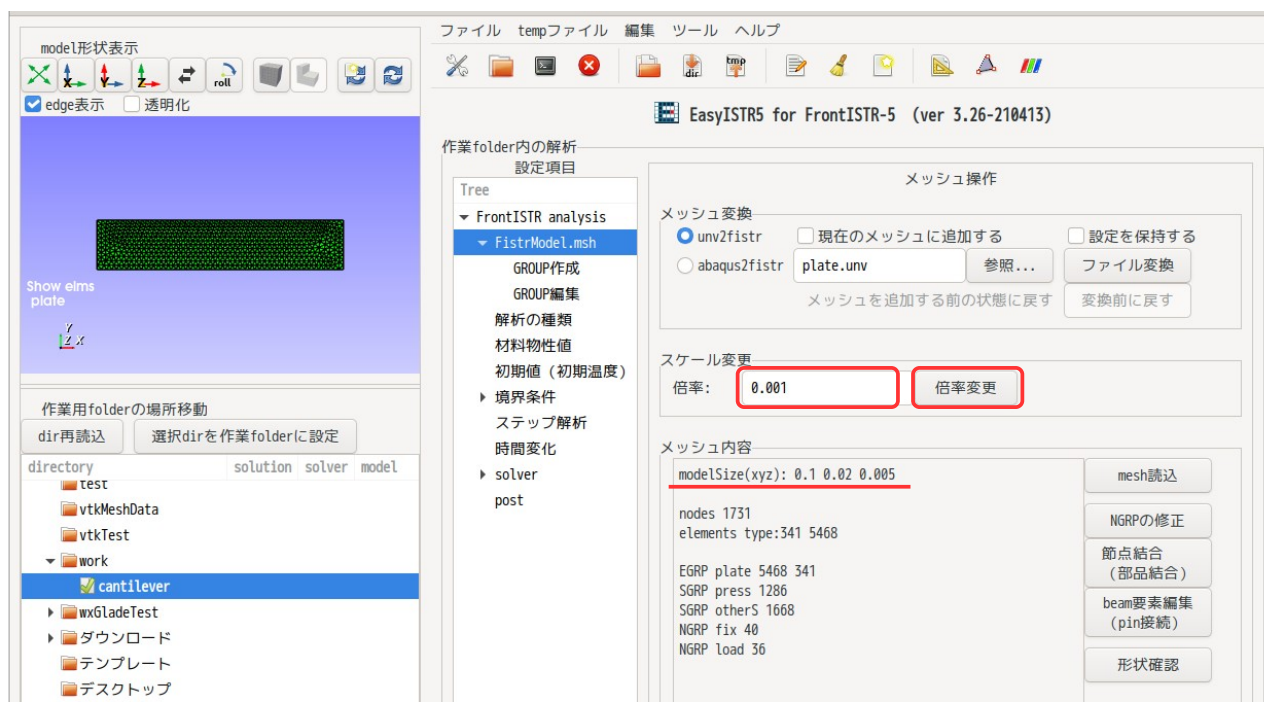 model形状表示
X
Y
Z
roll
edge表示
透明化
Show elms
plate
Y
Z X
作業用folderの場所移動
dir再読込
選択dirを作業folderに設定
directory solution solver model
test
vtkMeshData
vtkTest
work
cantilever
wxGladeTest
ダウンロード
テンプレート
デスクトップ
ファイル tempファイル 編集 ツール ヘルプ
dir
tmp
EasyISTR5 for FrontISTR-5 (ver 3.26-210413)
作業folder内の解析
設定項目
Tree
FrontISTR analysis
FistrModel.msh
GROUP作成
GROUP編集
解析の種類
材料物性値
初期値（初期温度）
境界条件
ステップ解析
時間変化
solver
post
メッシュ操作
メッシュ変換
unv2fistr 現在のメッシュに追加する 設定を保持する
abaqus2fistr plate.unv 参照... ファイル変換
メッシュを追加する前の状態に戻す 変換前に戻す
スケール変更
倍率: 0.001 倍率変更
メッシュ内容
modelSize(xyz): 0.1 0.02 0.005
nodes 1731
elements type:341 5468
EGRP plate 5468 341
SGRP press 1286
SGRP otherS 1668
NGRP fix 40
NGRP load 36
mesh読込
NGRPの修正
節点結合
（部品結合）
beam要素編集
(pin接続)
形状確認